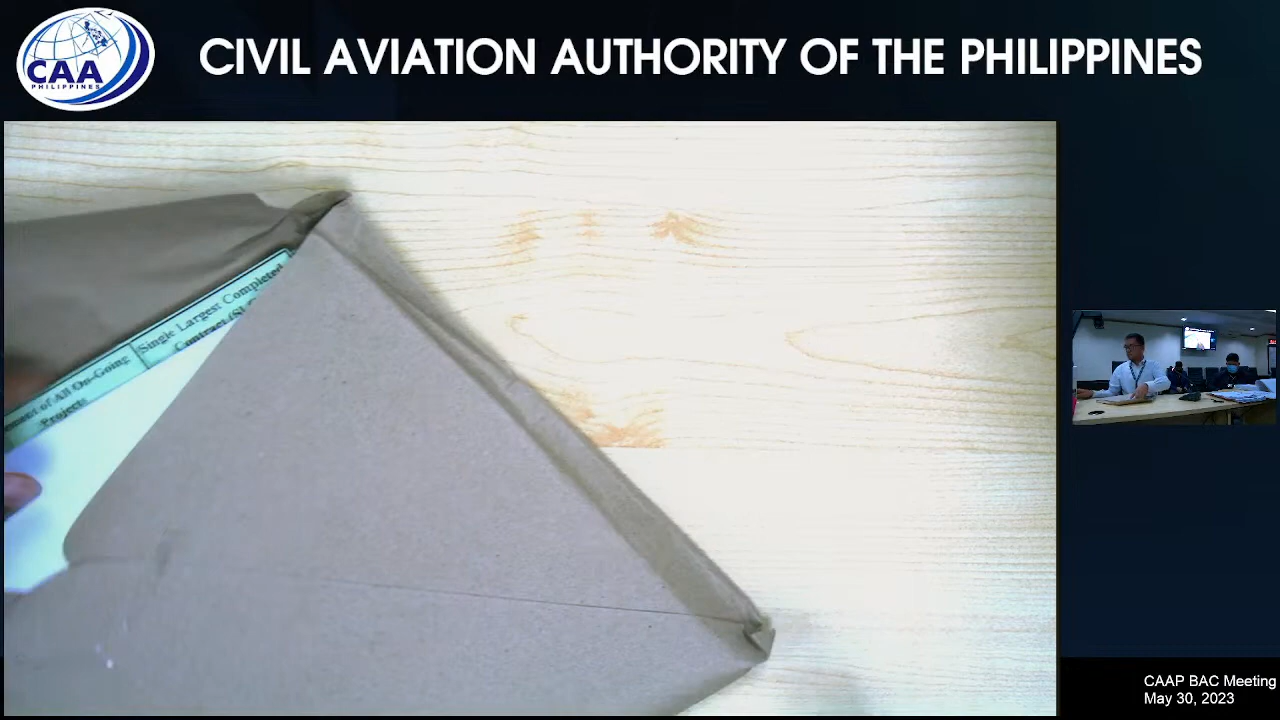 CAA
PHILIPPINES
CIVIL AVIATION AUTHORITY OF THE PHILIPPINES
Single Largest Completed
Contract
of All On-Going
Projects
CAAP BAC Meeting
May 30, 2023